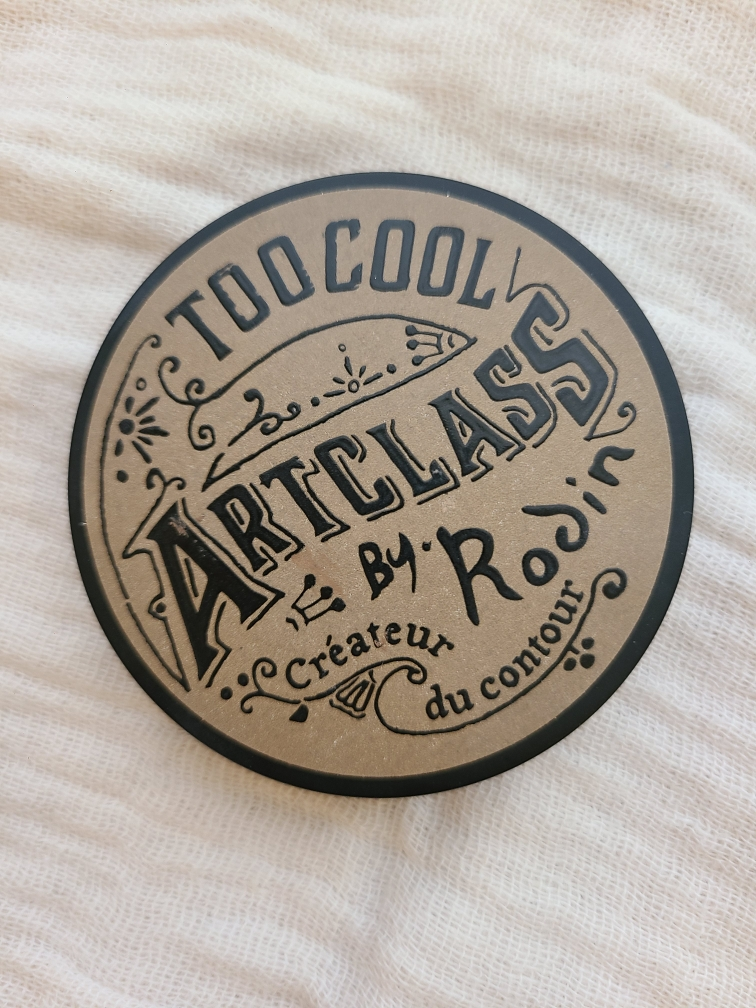 TOO COOL
ARTCLASS
By. Rodin
Créateur
du contour